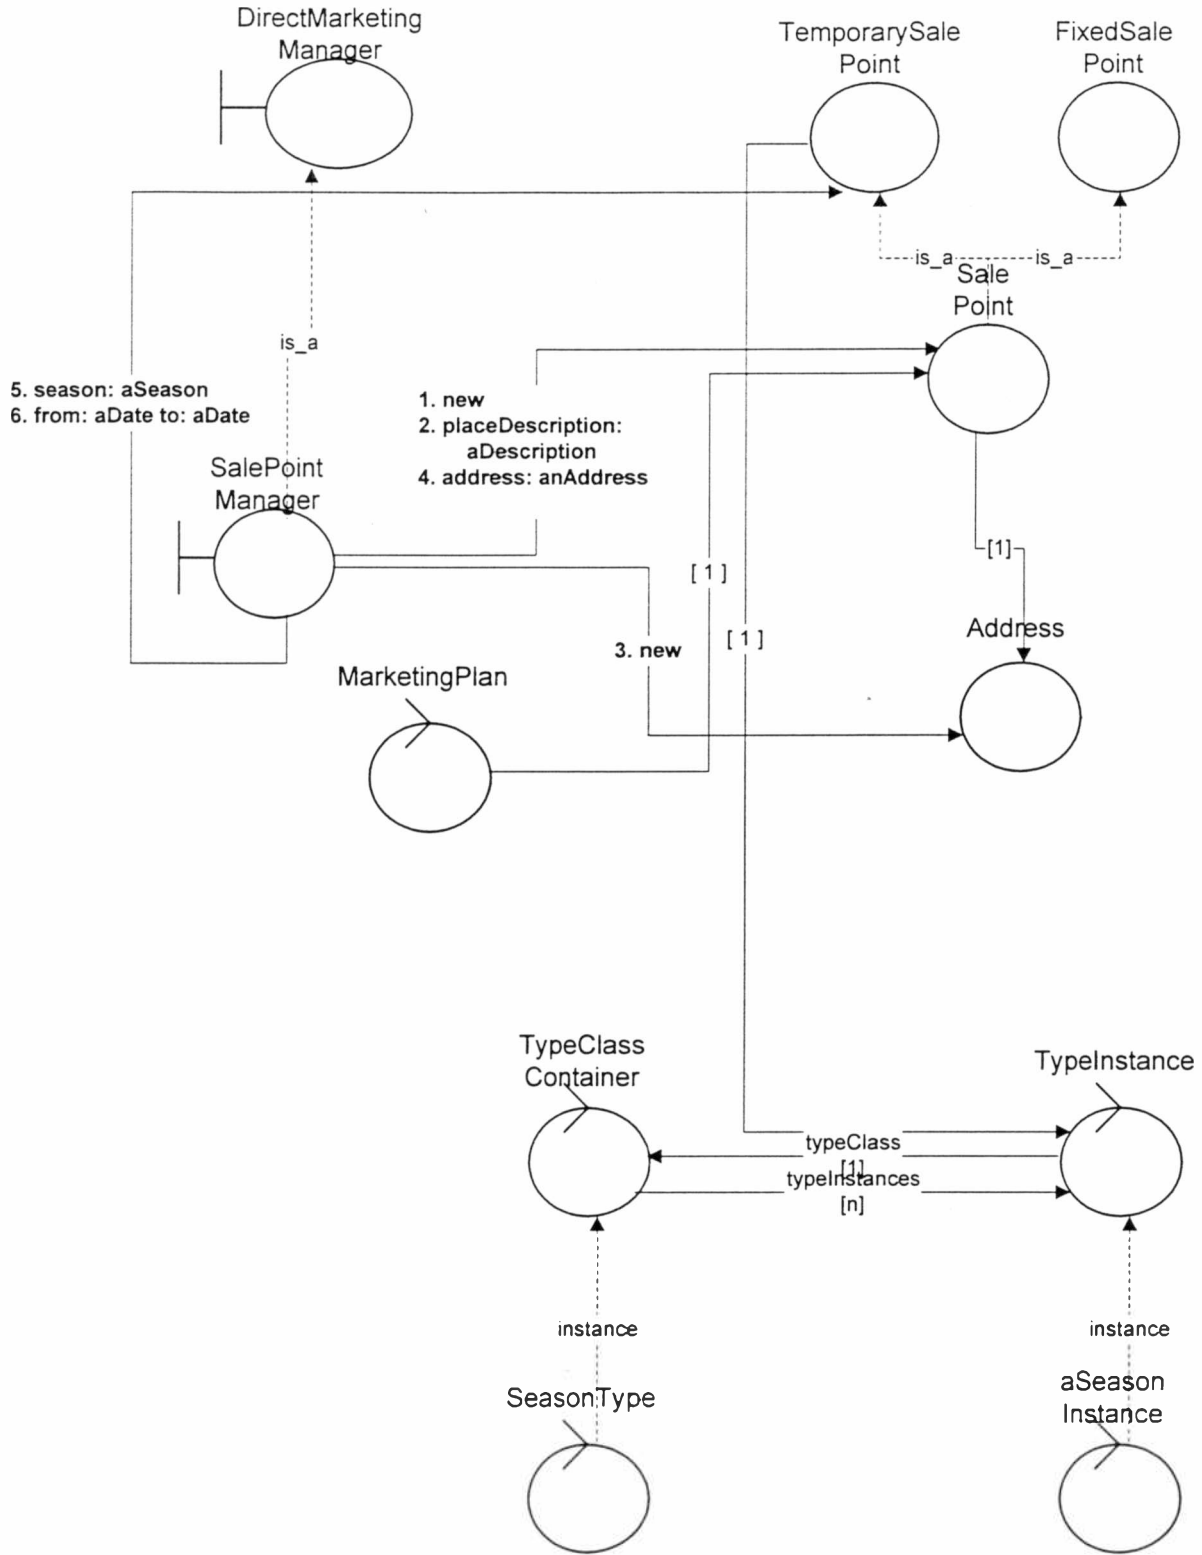 DirectMarketing
Manager
TemporarySale
Point
FixedSale
Point
is_a
is_a
Sale
Point
is_a
5. season: aSeason
6. from: aDate to: aDate
1. new
2. placeDescription:
aDescription
4. address: anAddress
SalePoint
Manager
[1]
[ 1 ]
[ 1 ]
3. new
Address
MarketingPlan
TypeClass
Container
TypeInstance
typeClass
[1]
typeInstances
[n]
instance
instance
SeasonType
aSeason
Instance